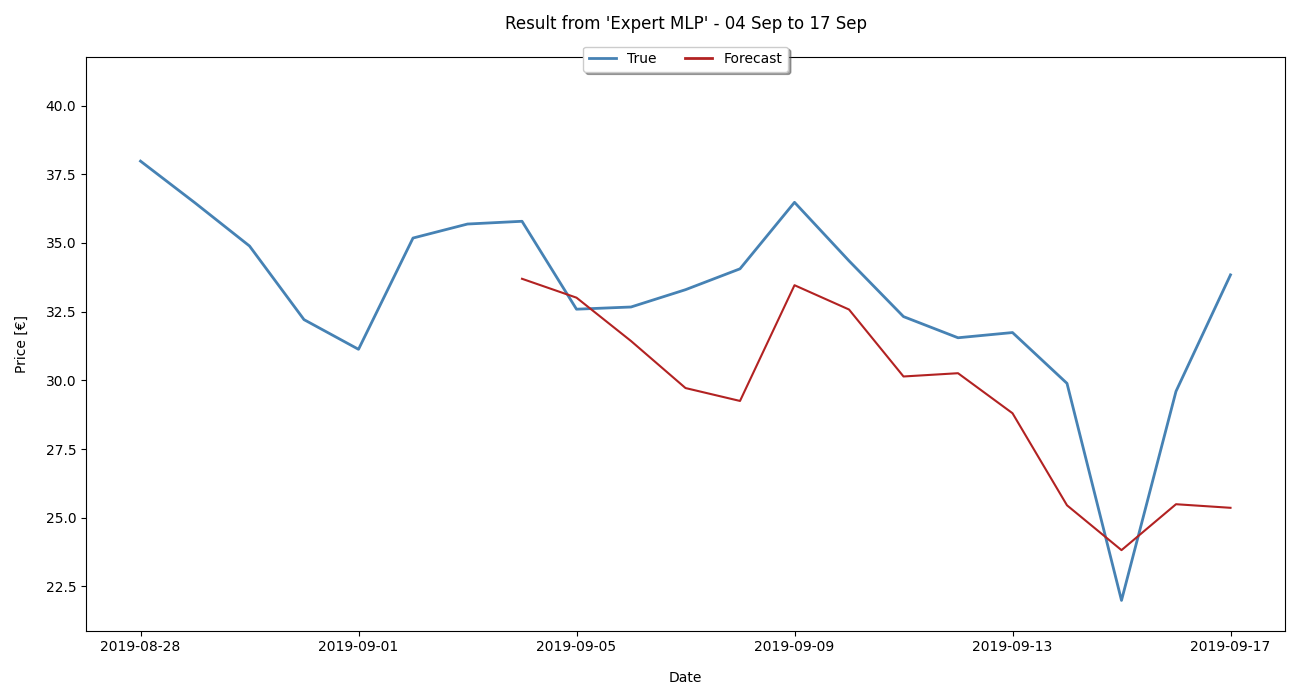 Result from 'Expert MLP' - 04 Sep to 17 Sep
True Forecast
40.0
37.5
35.0
32.5
30.0
27.5
25.0
22.5
Price [€]
2019-08-28 2019-09-01 2019-09-05 2019-09-09 2019-09-13 2019-09-17
Date